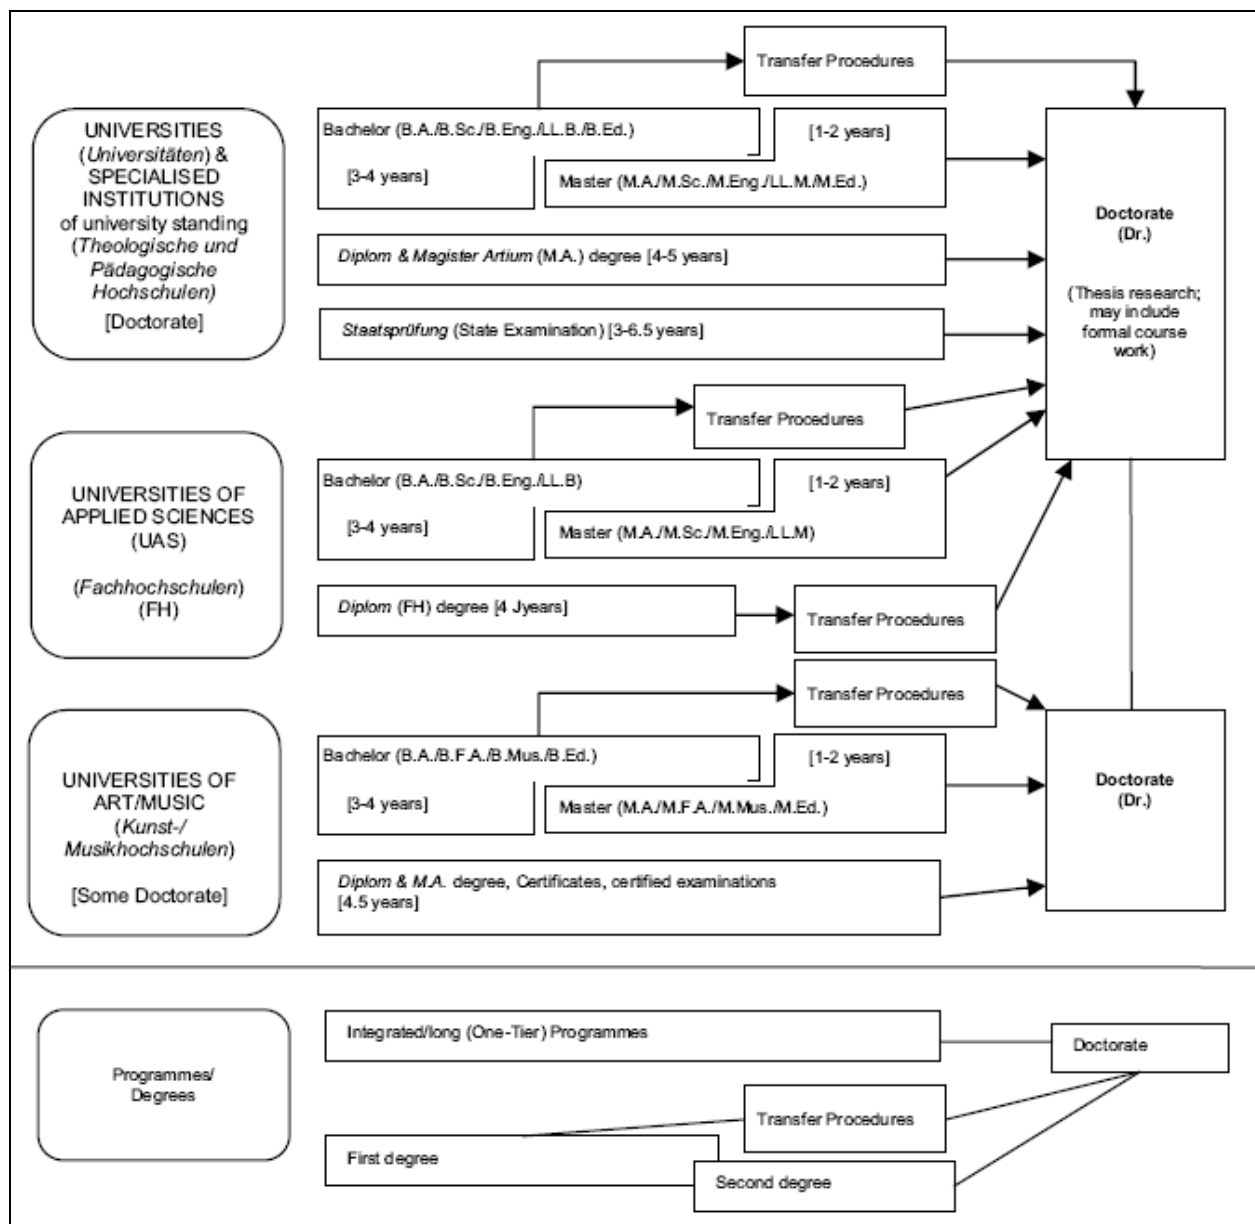 Transfer Procedures
UNIVERSITIES
(Universitäten) &
SPECIALISED
INSTITUTIONS
of university standing
(Theologische und
Pädagogische
Hochschulen)
[Doctorate]
Bachelor (B.A./B.Sc./B.Eng./LL.B./B.Ed.)
[3-4 years]
[1-2 years]
Master (M.A./M.Sc./M.Eng./LL.M./M.Ed.)
Diplom & Magister Artium (M.A.) degree [4-5 years]
Staatsprüfung (State Examination) [3-6.5 years]
Doctorate
(Dr.)
(Thesis research;
may include
formal course
work)
Transfer Procedures
UNIVERSITIES OF
APPLIED SCIENCES
(UAS)
(Fachhochschulen)
(FH)
Bachelor (B.A./B.Sc./B.Eng./LL.B)
[3-4 years]
[1-2 years]
Master (M.A./M.Sc./M.Eng./LL.M)
Diplom (FH) degree [4 Jyears]
Transfer Procedures
Transfer Procedures
UNIVERSITIES OF
ART/MUSIC
(Kunst-/
Musikhochschulen)
[Some Doctorate]
Bachelor (B.A./B.F.A./B.Mus./B.Ed.)
[3-4 years]
[1-2 years]
Master (M.A./M.F.A./M.Mus./M.Ed.)
Diplom & M.A. degree, Certificates, certified examinations
[4.5 years]
Doctorate
(Dr.)
Programmes/
Degrees
Integrated/long (One-Tier) Programmes
Doctorate
Transfer Procedures
First degree
Second degree